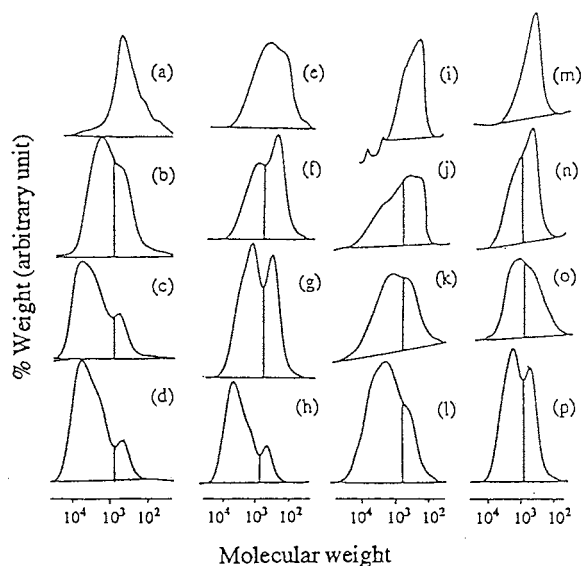 % Weight (arbitrary unit)
(a)
(b)
(c)
(d)
(e)
(f)
(g)
(h)
(i)
(j)
(k)
(l)
(m)
(n)
(o)
(p)
10⁴ 10³ 10² 10⁴ 10³ 10² 10⁴ 10³ 10² 10⁴ 10³ 10²
Molecular weight